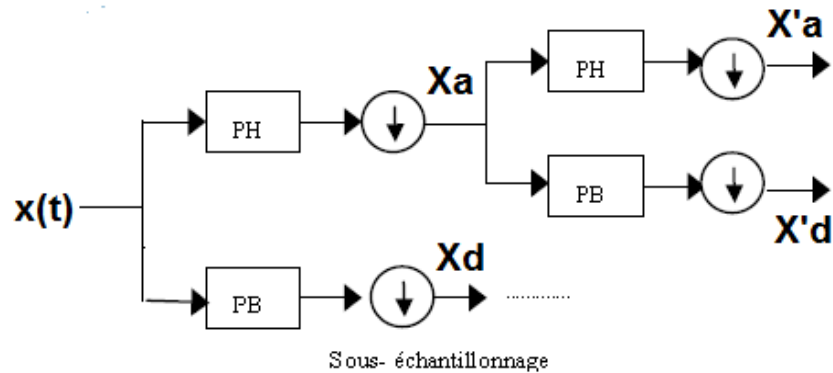 X'a
PH
Xa
PH
x(t)
PB
X'd
Xd
PB
............
Sous- échantillonnage